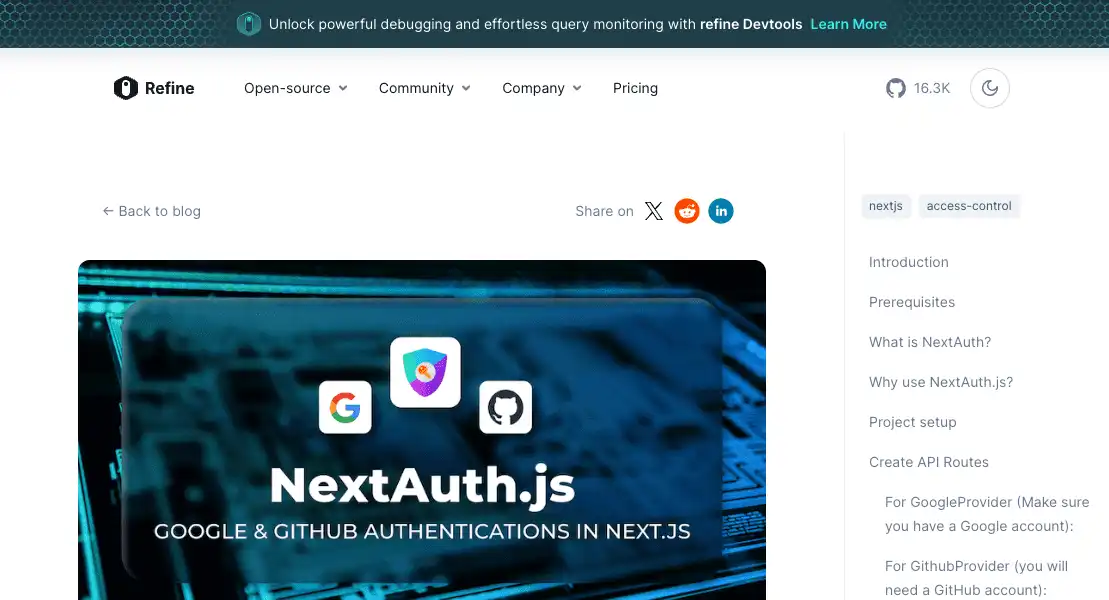 Unlock powerful debugging and effortless query monitoring with refine Devtools Learn More
Refine Open-source Community Company Pricing 16.3K
← Back to blog Share on
NextAuth.js
GOOGLE & GITHUB AUTHENTICATIONS IN NEXT.JS
nextjs access-control
Introduction
Prerequisites
What is NextAuth?
Why use NextAuth.js?
Project setup
Create API Routes
For GoogleProvider (Make sure
you have a Google account):
For GithubProvider (you will
need a GitHub account):